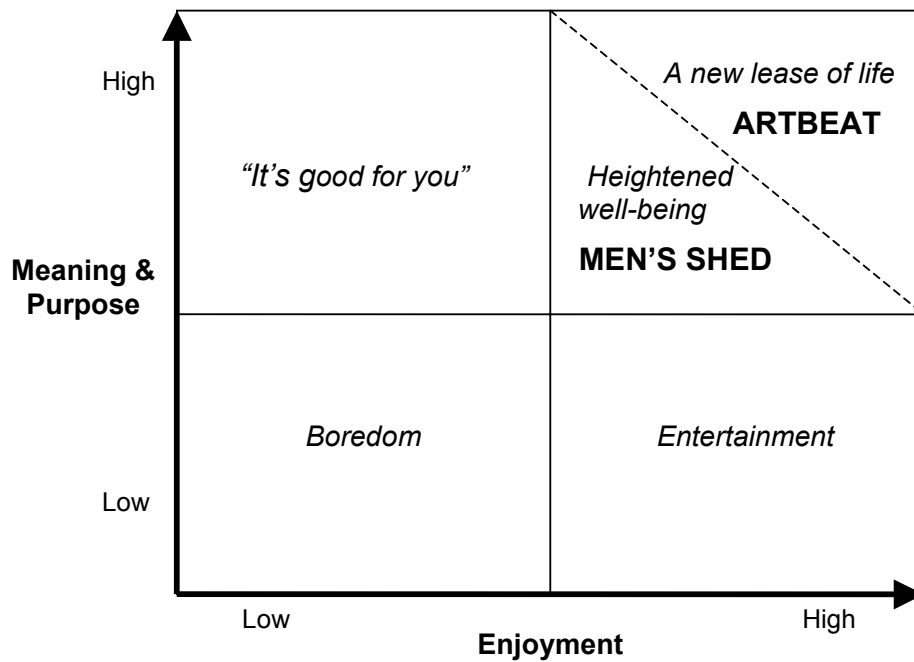 High
A new lease of life
ARTBEAT
“It’s good for you”
Heightened
well-being
MEN’S SHED
Meaning &
Purpose
Boredom
Entertainment
Low
Low
High
Enjoyment